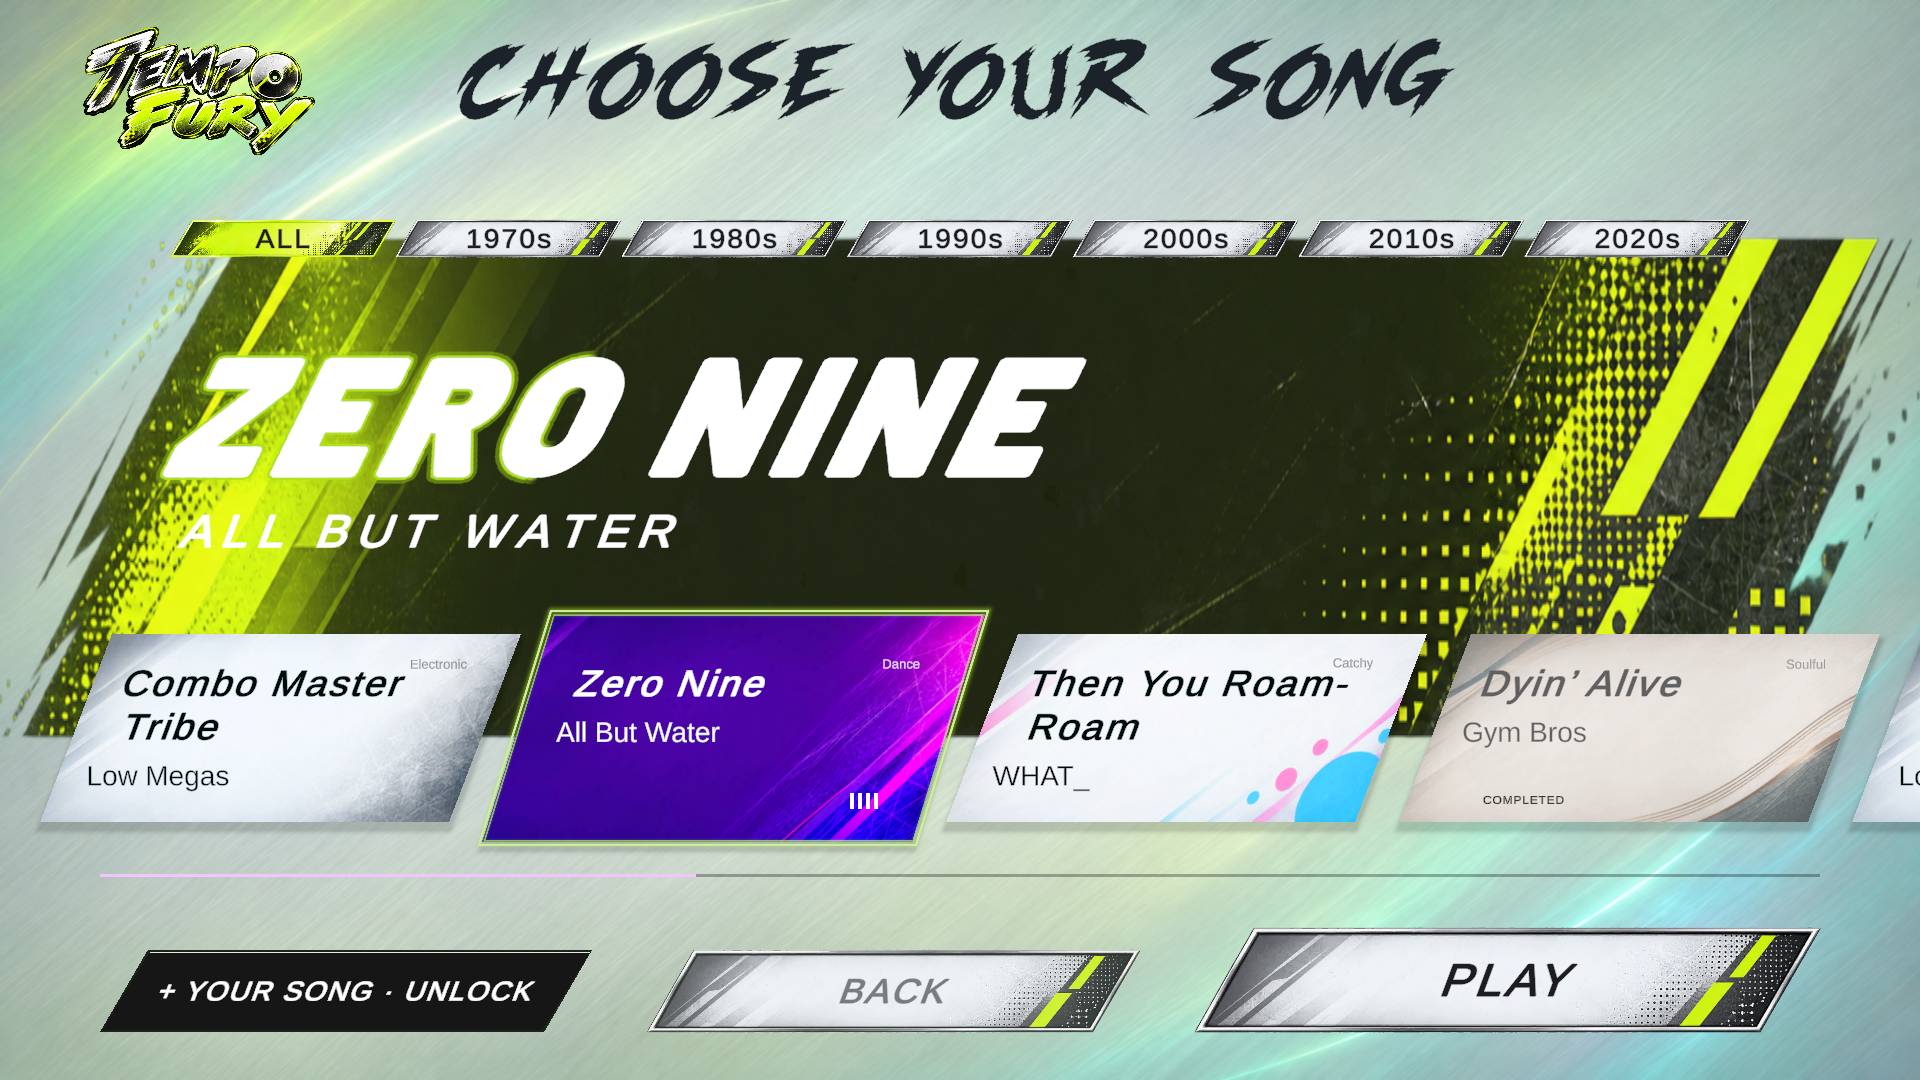 TEMPO
FURY
CHOOSE YOUR SONG
ALL
1970s
1980s
1990s
2000s
2010s
2020s
ZERO NINE
ALL BUT WATER
Combo Master
Tribe
Electronic
Low Megas
Zero Nine
Dance
All But Water
Then You Roam-
Roam
Catchy
WHAT_
Dyin’ Alive
Soulful
Gym Bros
COMPLETED
+ YOUR SONG · UNLOCK
BACK
PLAY